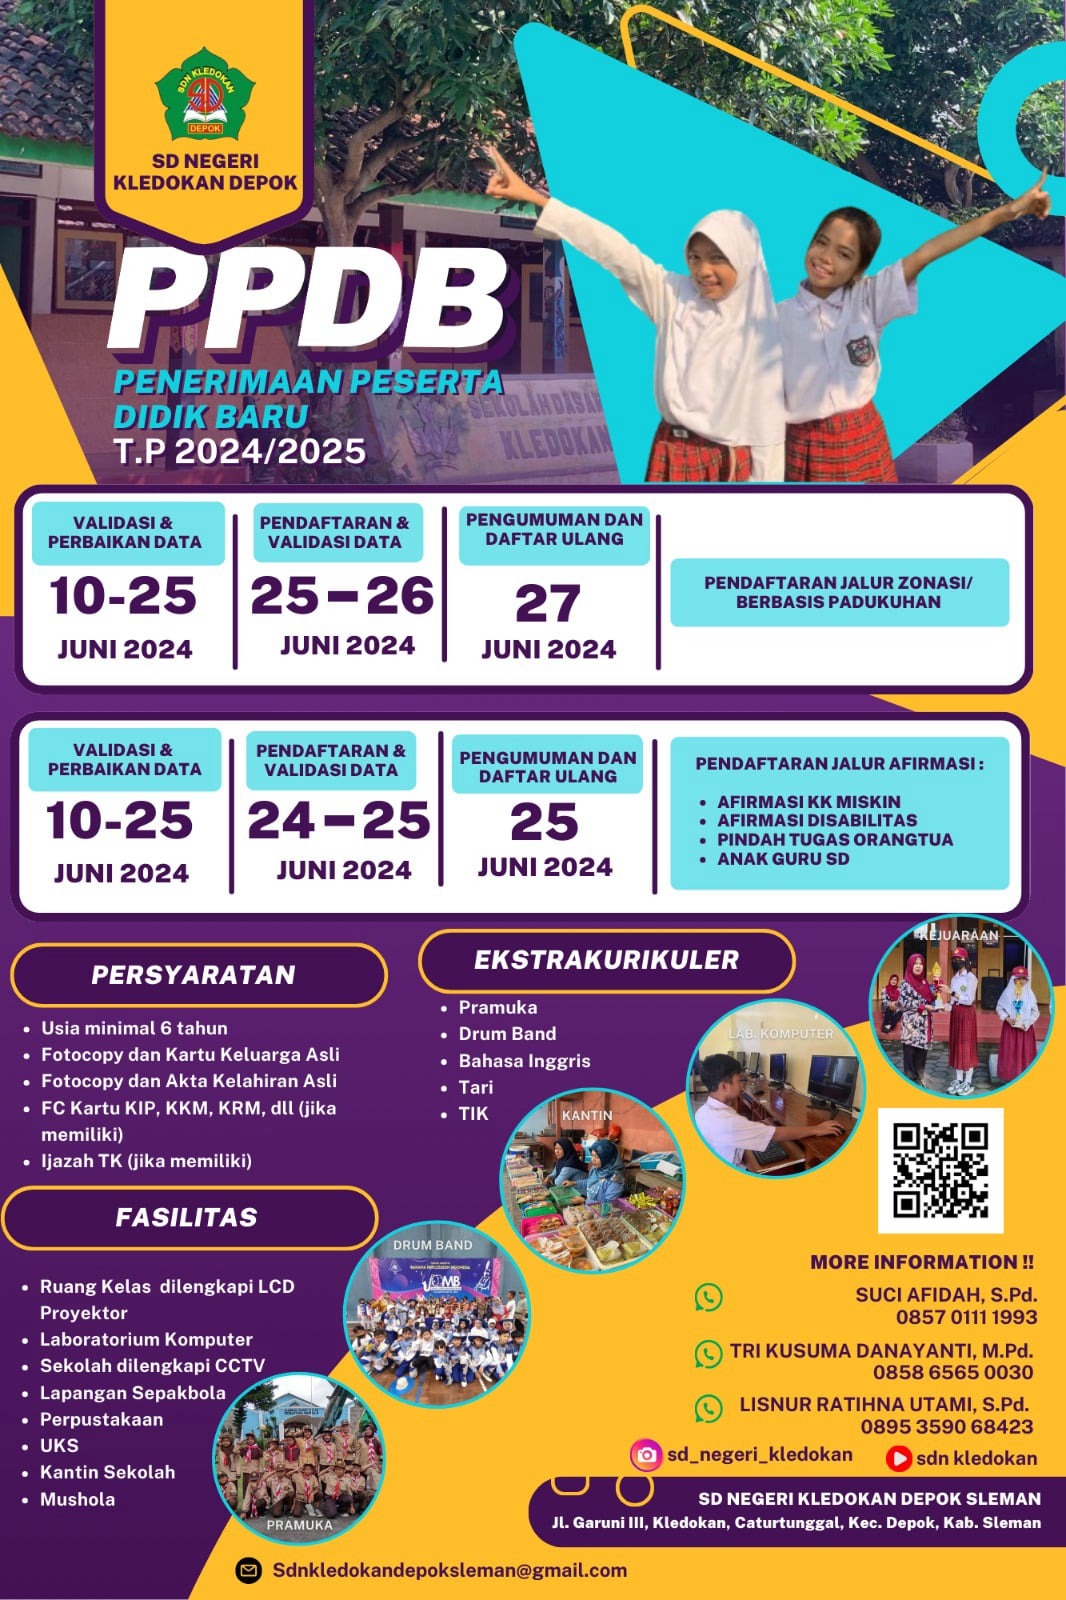 SDN KLEDOKAN
DEPOK
SD NEGERI
KLEDOKAN DEPOK
PPDB
PENERIMAAN PESERTA
DIDIK BARU
T.P 2024/2025
SEKOLAH DASAR
KLEDOKAN
VALIDASI &
PERBAIKAN DATA
10-25
JUNI 2024
PENDAFTARAN &
VALIDASI DATA
25–26
JUNI 2024
PENGUMUMAN DAN
DAFTAR ULANG
27
JUNI 2024
PENDAFTARAN JALUR ZONASI/
BERBASIS PADUKUHAN
VALIDASI &
PERBAIKAN DATA
10-25
JUNI 2024
PENDAFTARAN &
VALIDASI DATA
24–25
JUNI 2024
PENGUMUMAN DAN
DAFTAR ULANG
25
JUNI 2024
PENDAFTARAN JALUR AFIRMASI :
• AFIRMASI KK MISKIN
• AFIRMASI DISABILITAS
• PINDAH TUGAS ORANGTUA
• ANAK GURU SD
PERSYARATAN
• Usia minimal 6 tahun
• Fotocopy dan Kartu Keluarga Asli
• Fotocopy dan Akta Kelahiran Asli
• FC Kartu KIP, KKM, KRM, dll (jika
memiliki)
• Ijazah TK (jika memiliki)
EKSTRAKURIKULER
• Pramuka
• Drum Band
• Bahasa Inggris
• Tari
• TIK
KEJUARAAN
LAB. KOMPUTER
KANTIN
DRUM BAND
PRAMUKA
FASILITAS
• Ruang Kelas dilengkapi LCD
Proyektor
• Laboratorium Komputer
• Sekolah dilengkapi CCTV
• Lapangan Sepakbola
• Perpustakaan
• UKS
• Kantin Sekolah
• Mushola
MORE INFORMATION !!
SUCI AFIDAH, S.Pd.
0857 0111 1993
TRI KUSUMA DANAYANTI, M.Pd.
0858 6565 0030
LISNUR RATIHNA UTAMI, S.Pd.
0895 3590 68423
sd_negeri_kledokan
sdn kledokan
SD NEGERI KLEDOKAN DEPOK SLEMAN
Jl. Garuni III, Kledokan, Caturtunggal, Kec. Depok, Kab. Sleman
Sdnkledokandepoksleman@gmail.com